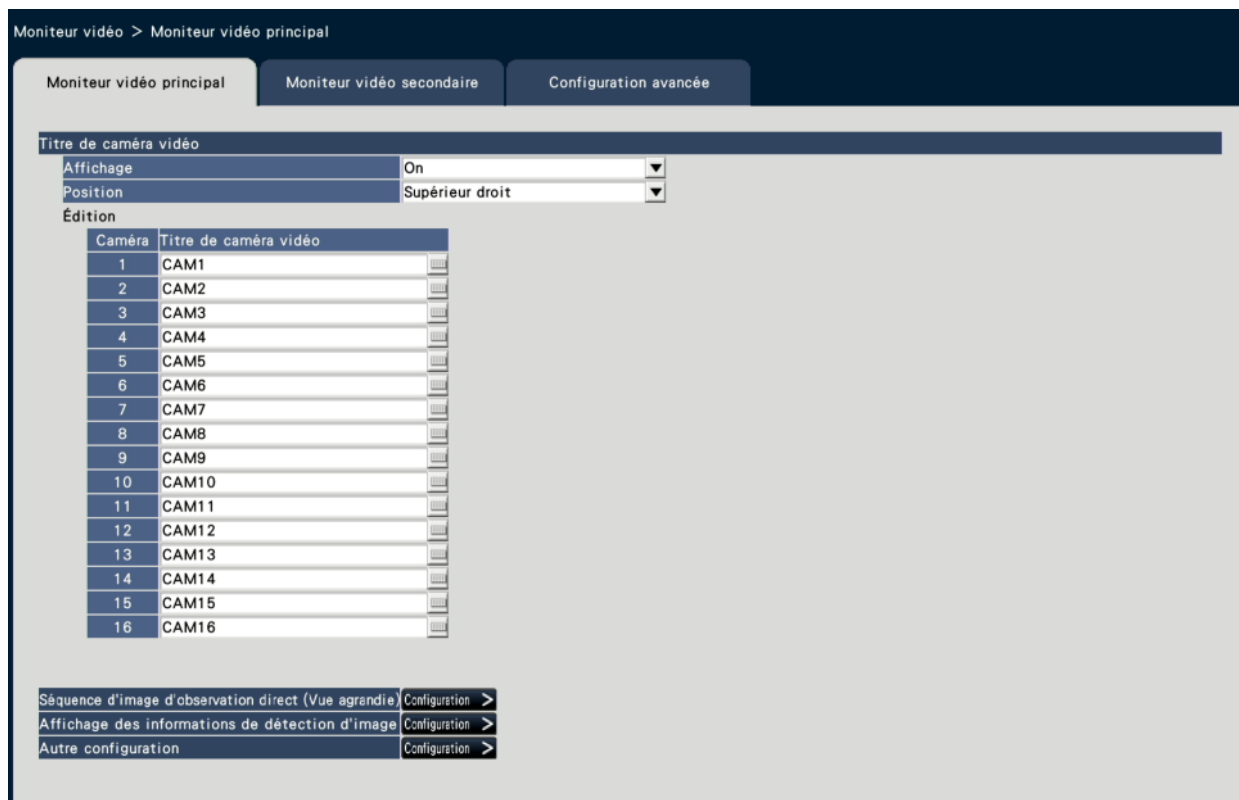 Moniteur vidéo > Moniteur vidéo principal
Moniteur vidéo principal Moniteur vidéo secondaire Configuration avancée
Titre de caméra vidéo
Affichage On
Position Supérieur droit
Édition
Caméra Titre de caméra vidéo
1 CAM1
2 CAM2
3 CAM3
4 CAM4
5 CAM5
6 CAM6
7 CAM7
8 CAM8
9 CAM9
10 CAM10
11 CAM11
12 CAM12
13 CAM13
14 CAM14
15 CAM15
16 CAM16
Séquence d'image d'observation direct (Vue agrandie) Configuration >
Affichage des informations de détection d'image Configuration >
Autre configuration Configuration >